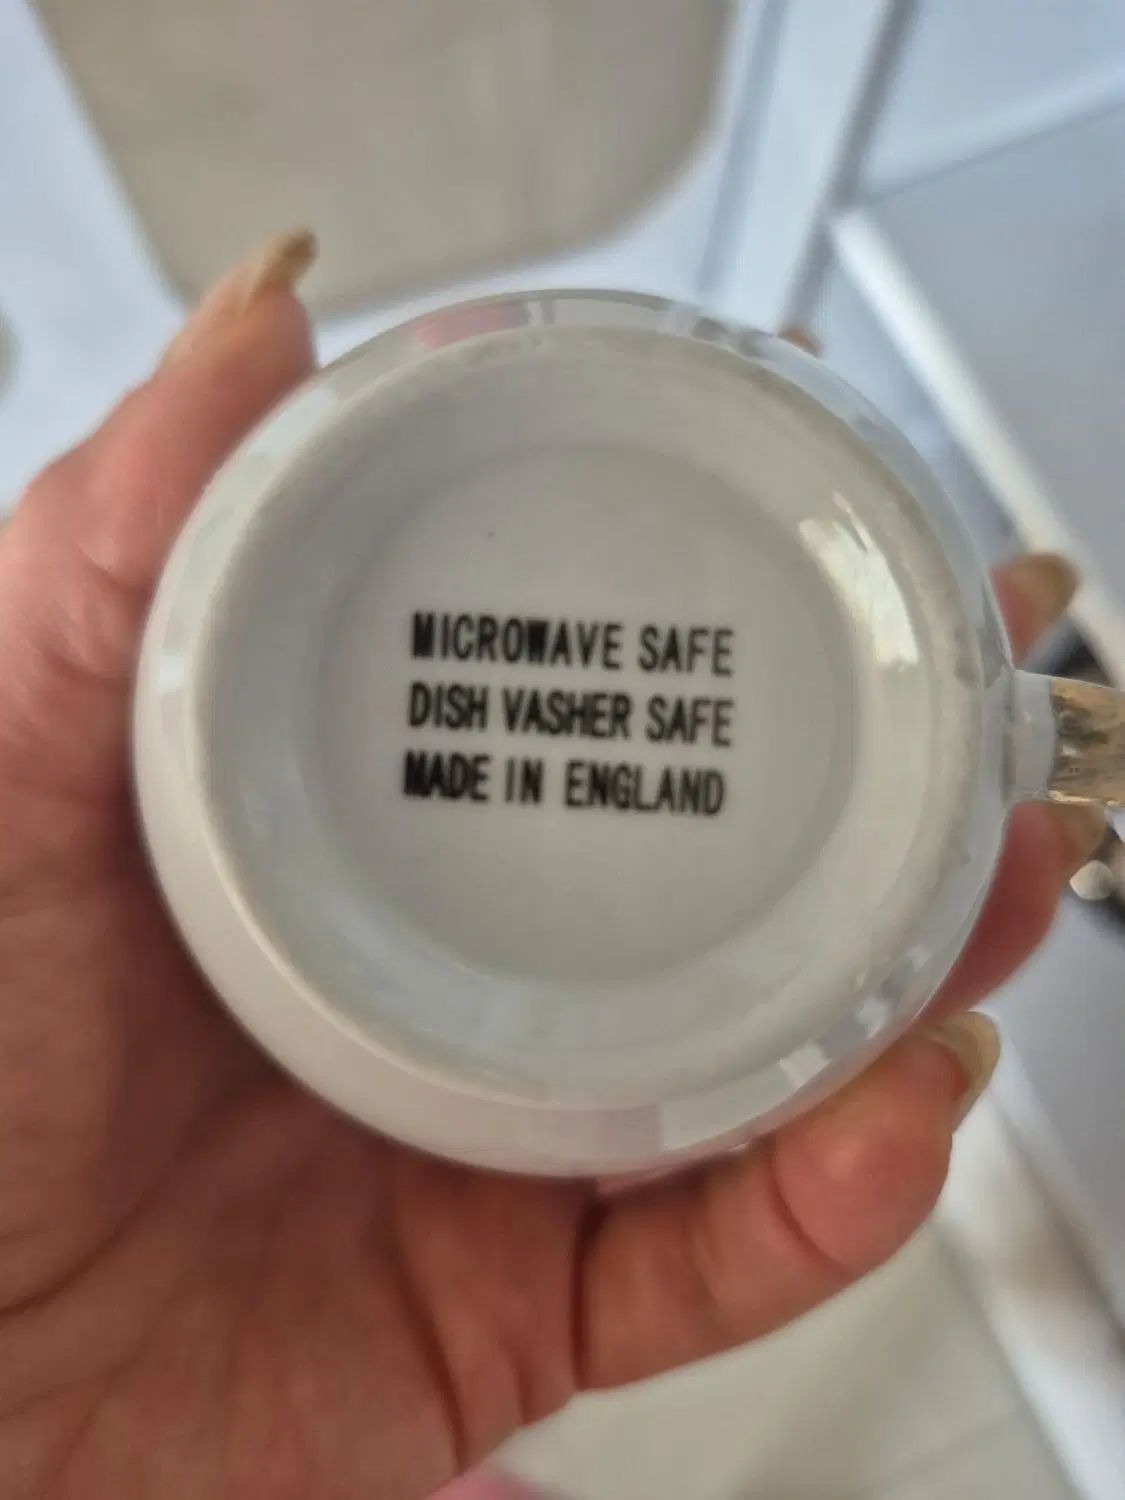 MICROWAVE SAFE
DISH VASHER SAFE
MADE IN ENGLAND